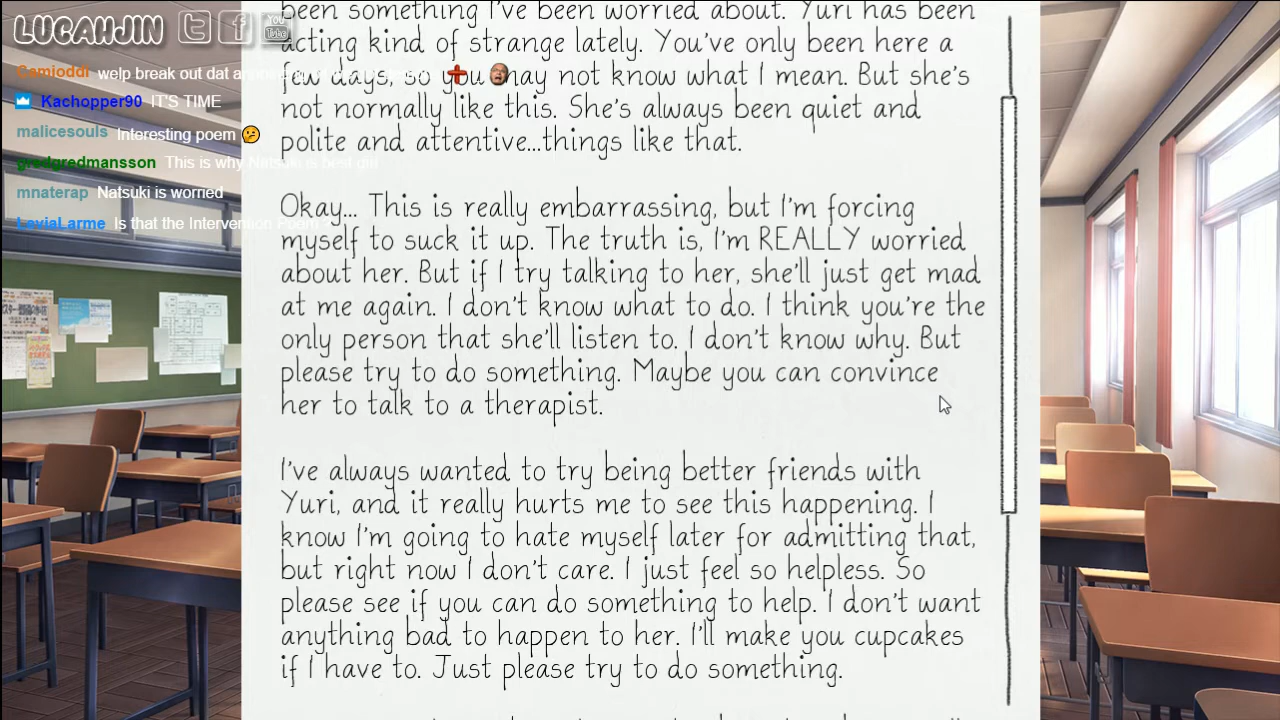 LUCAHJIN
You Tube
Camioddi welp break out dat
Kachopper90 IT'S TIME
malicesouls Interesting poem
gredgredmansson This is why Natsuki is best girl
mnaterap Natsuki is worried
LaviaLarme Is that the Intervention Poem?
been something I've been worried about. Yuri has been
acting kind of strange lately. You've only been here a
few days, so you may not know what I mean. But she's
not normally like this. She's always been quiet and
polite and attentive...things like that.
Okay... This is really embarrassing, but I'm forcing
myself to suck it up. The truth is, I'm REALLY worried
about her. But if I try talking to her, she'll just get mad
at me again. I don't know what to do. I think you're the
only person that she'll listen to. I don't know why. But
please try to do something. Maybe you can convince
her to talk to a therapist.
I've always wanted to try being better friends with
Yuri, and it really hurts me to see this happening. I
know I'm going to hate myself later for admitting that,
but right now I don't care. I just feel so helpless. So
please see if you can do something to help. I don't want
anything bad to happen to her. I'll make you cupcakes
if I have to. Just please try to do something.